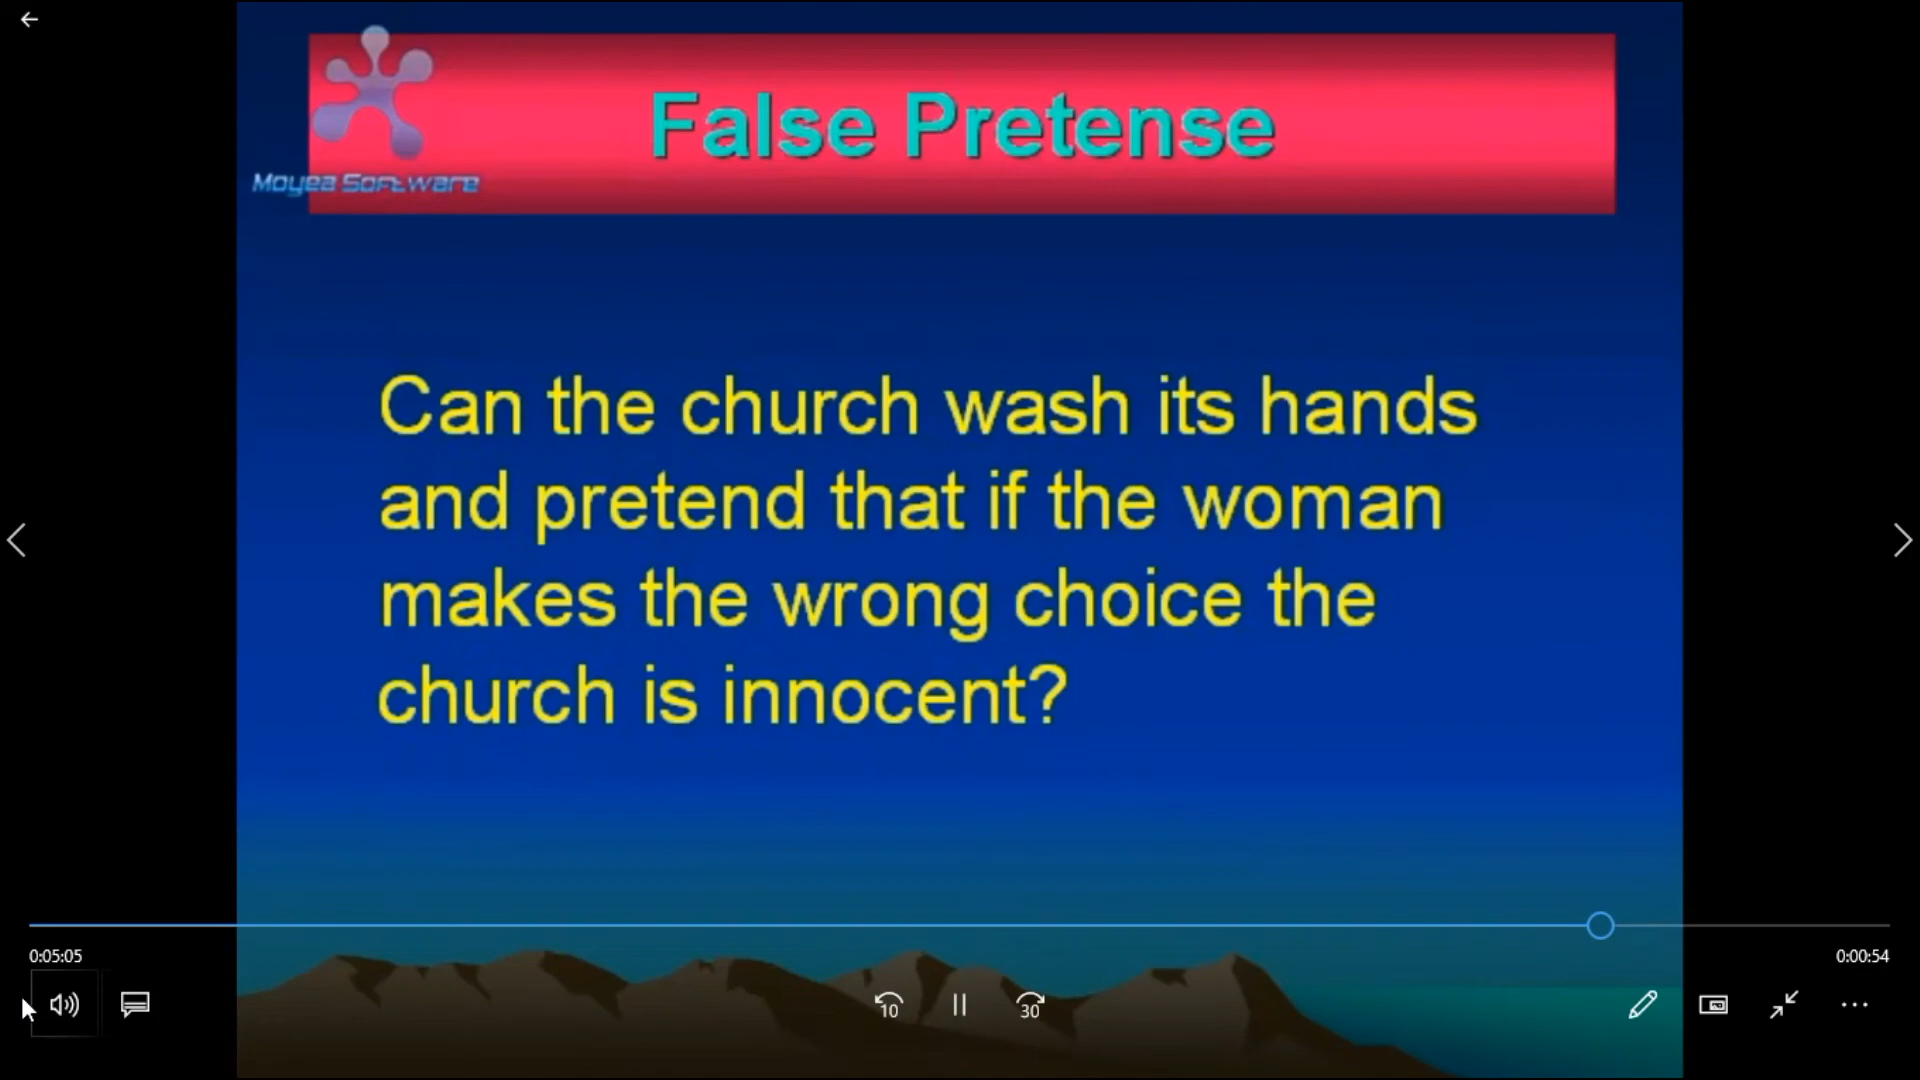 False Pretense
Moyea Software
Can the church wash its hands
and pretend that if the woman
makes the wrong choice the
church is innocent?
0:05:05
0:00:54
10
30